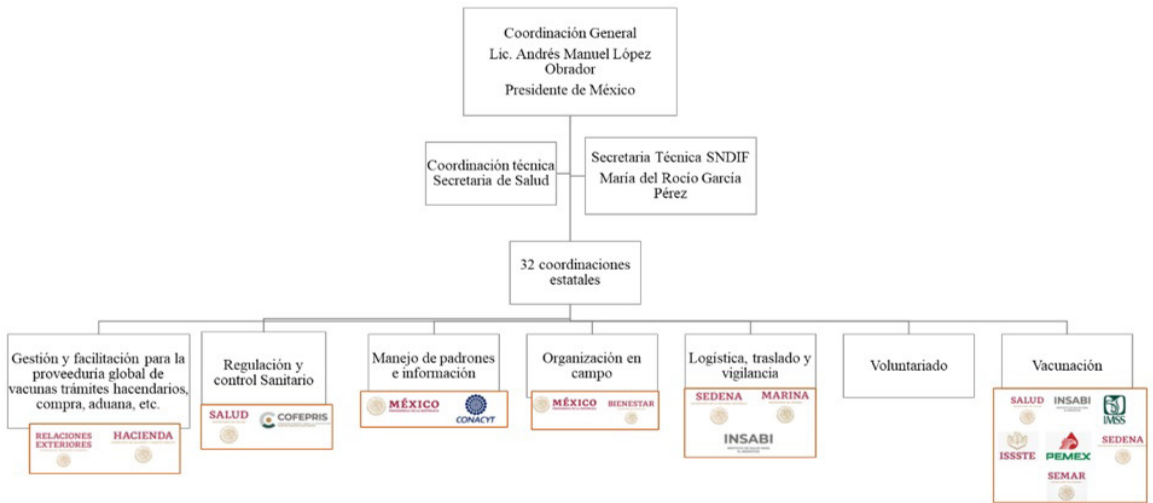 Coordinación General
Lic. Andrés Manuel López
Obrador
Presidente de México
Coordinación técnica
Secretaria de Salud
Secretaria Técnica SNDIF
María del Rocío García
Pérez
32 coordinaciones
estatales
Gestión y facilitación para la
proveeduría global de
vacunas trámites hacendarios,
compra, aduana, etc.
RELACIONES
EXTERIORES
HACIENDA
Regulación y
control Sanitario
SALUD
COFEPRIS
Manejo de padrones
e información
MÉXICO
CONACYT
Organización en
campo
MÉXICO
BIENESTAR
Logística, traslado y
vigilancia
SEDENA
MARINA
INSABI
Voluntariado
Vacunación
SALUD
INSABI
IMSS
ISSSTE
PEMEX
SEDENA
SEMAR